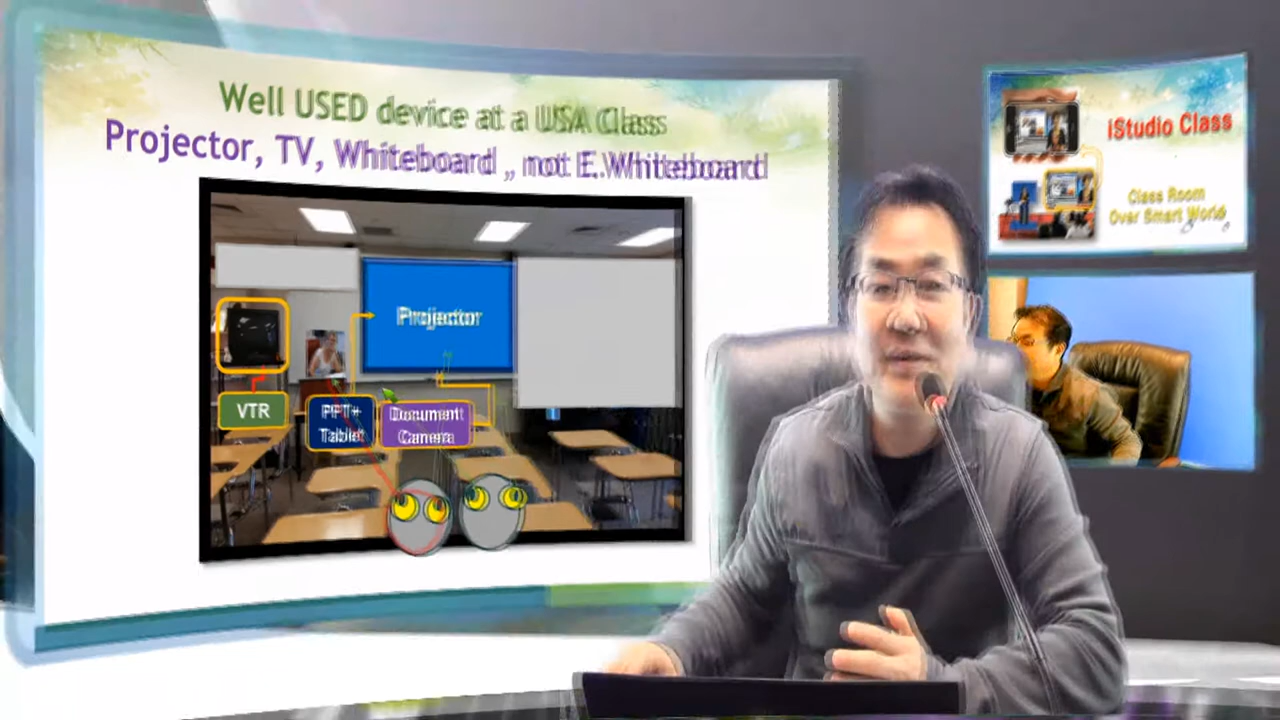 Well USED device at a USA Class
Projector, TV, Whiteboard , not E.Whiteboard
Projector
VTR
PPT+
Tablet
Document
Camera
iStudio Class
Class Room
Over Smart World